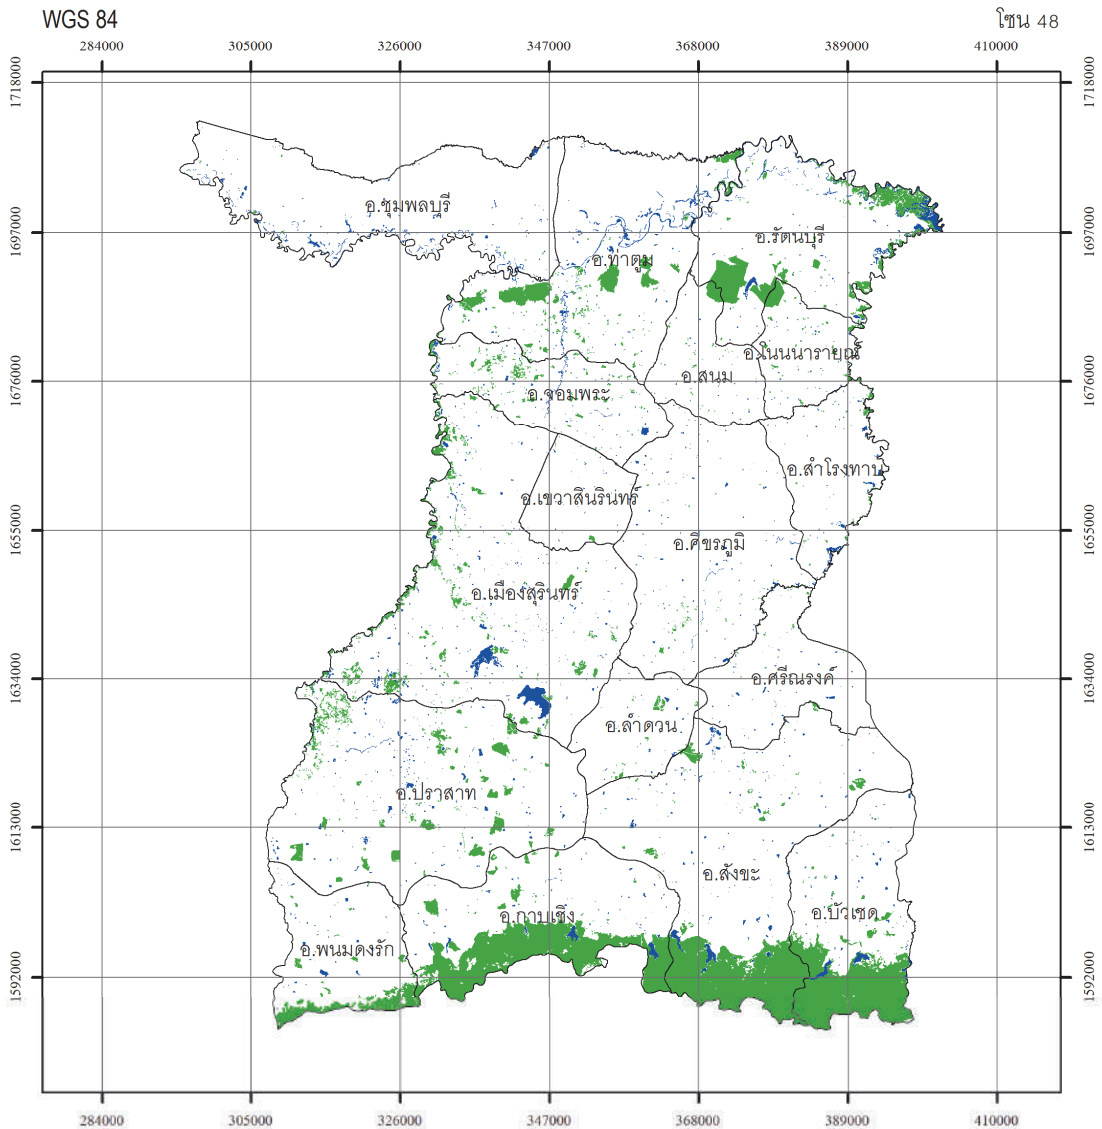 WGS 84 โซน 48
284000 305000 326000 347000 368000 389000 410000
1718000 1718000
อ.ชุมพลบุรี
1697000 1697000
อ.รัตนบุรี
อ.ท่าตูม
อ.โนนนารายณ์
1676000 1676000
อ.สนม
อ.จอมพระ
อ.สำโรงทาบ
อ.เขวาสินรินทร์
1655000 1655000
อ.ศีขรภูมิ
อ.เมืองสุรินทร์
1634000 1634000
อ.ศรีณรงค์
อ.ลำดวน
อ.ปราสาท
1613000 1613000
อ.สังขะ
อ.บัวเชด
อ.กาบเชิง
อ.พนมดงรัก
1592000 1592000
284000 305000 326000 347000 368000 389000 410000